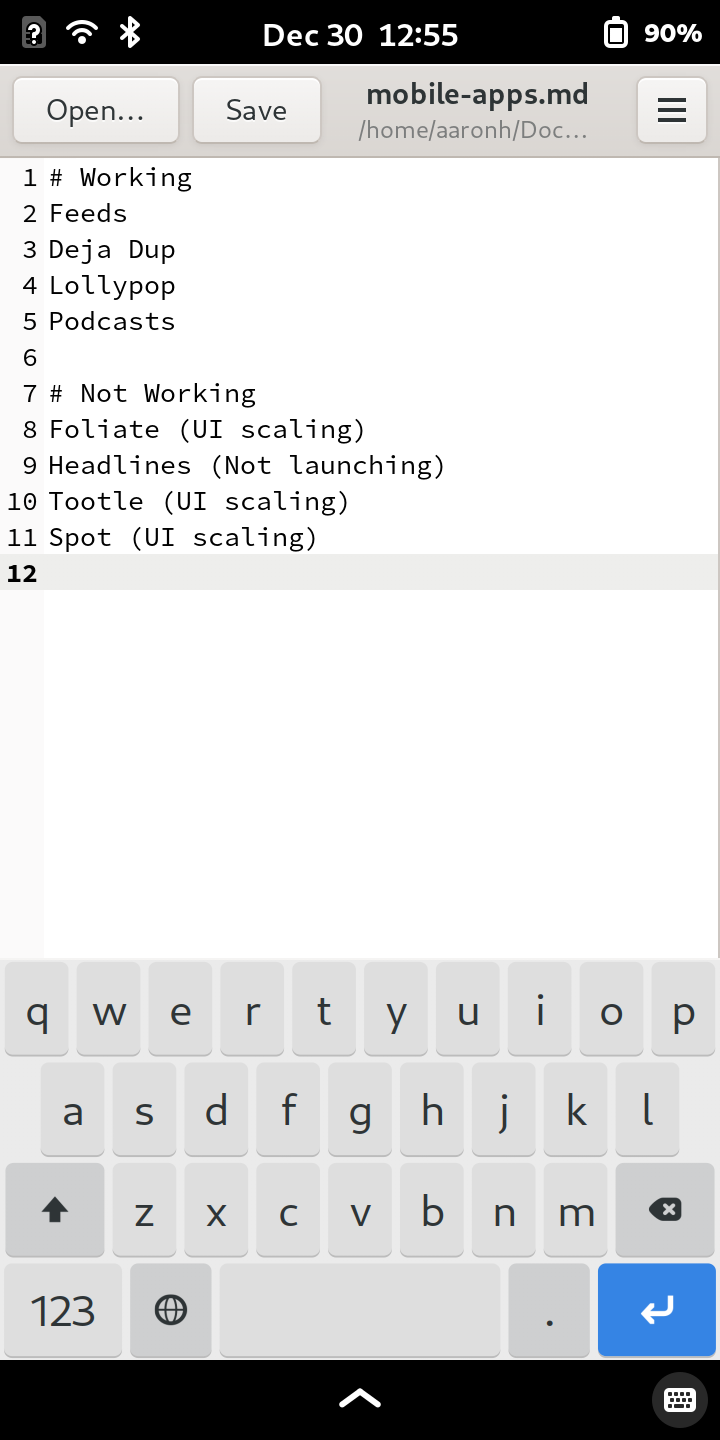 Dec 30 12:55
90%
Open...
Save
mobile-apps.md
/home/aaronh/Doc...
1 # Working
2 Feeds
3 Deja Dup
4 Lollypop
5 Podcasts
6
7 # Not Working
8 Foliate (UI scaling)
9 Headlines (Not launching)
10 Tootle (UI scaling)
11 Spot (UI scaling)
12
q w e r t y u i o p
a s d f g h j k l
z x c v b n m
123 .